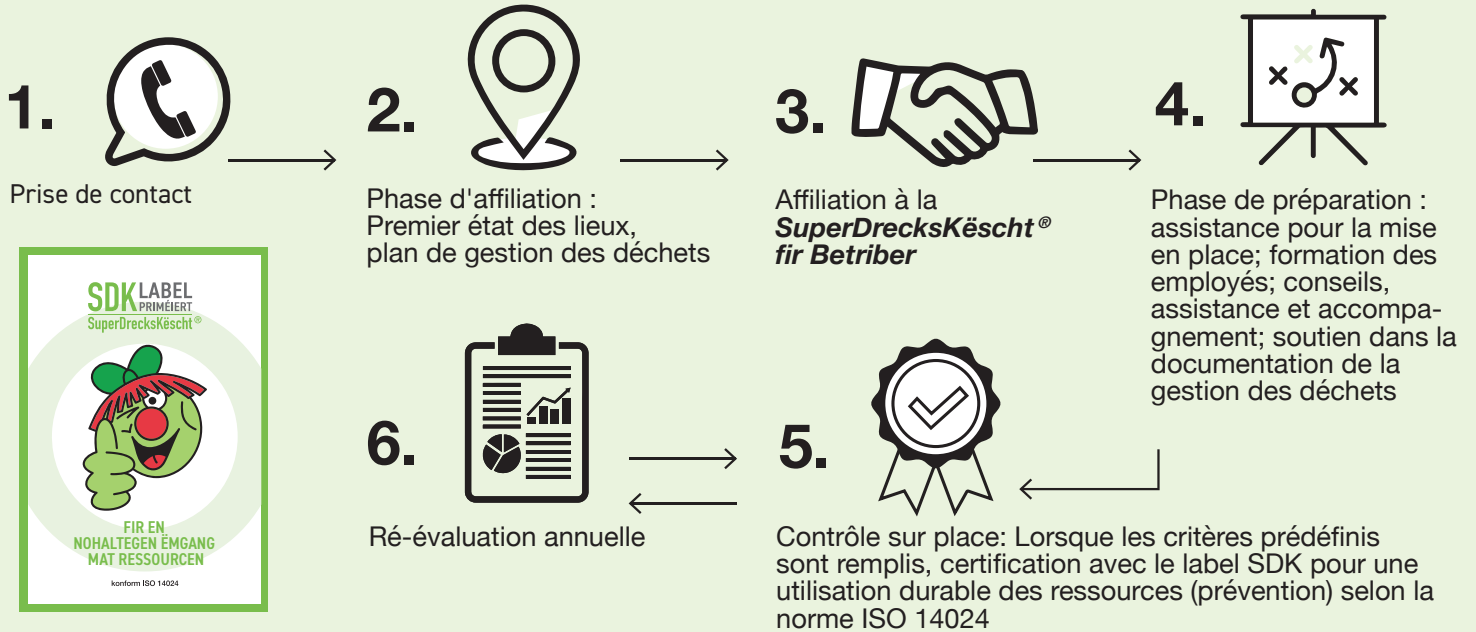 1.
Prise de contact
2.
Phase d'affiliation :
Premier état des lieux,
plan de gestion des déchets
3.
Affiliation à la
SuperDrecksKëscht®
fir Betriber
4.
Phase de préparation :
assistance pour la mise
en place; formation des
employés; conseils,
assistance et accompa-
gnement; soutien dans la
documentation de la
gestion des déchets
5.
Contrôle sur place: Lorsque les critères prédéfinis
sont remplis, certification avec le label SDK pour une
utilisation durable des ressources (prévention) selon la
norme ISO 14024
6.
Ré-évaluation annuelle
SDK LABEL
PRIMÉIERT
SuperDrecksKëscht®
FIR EN
NOHALTEGEN ËMGANG
MAT RESSOURCEN
konform ISO 14024